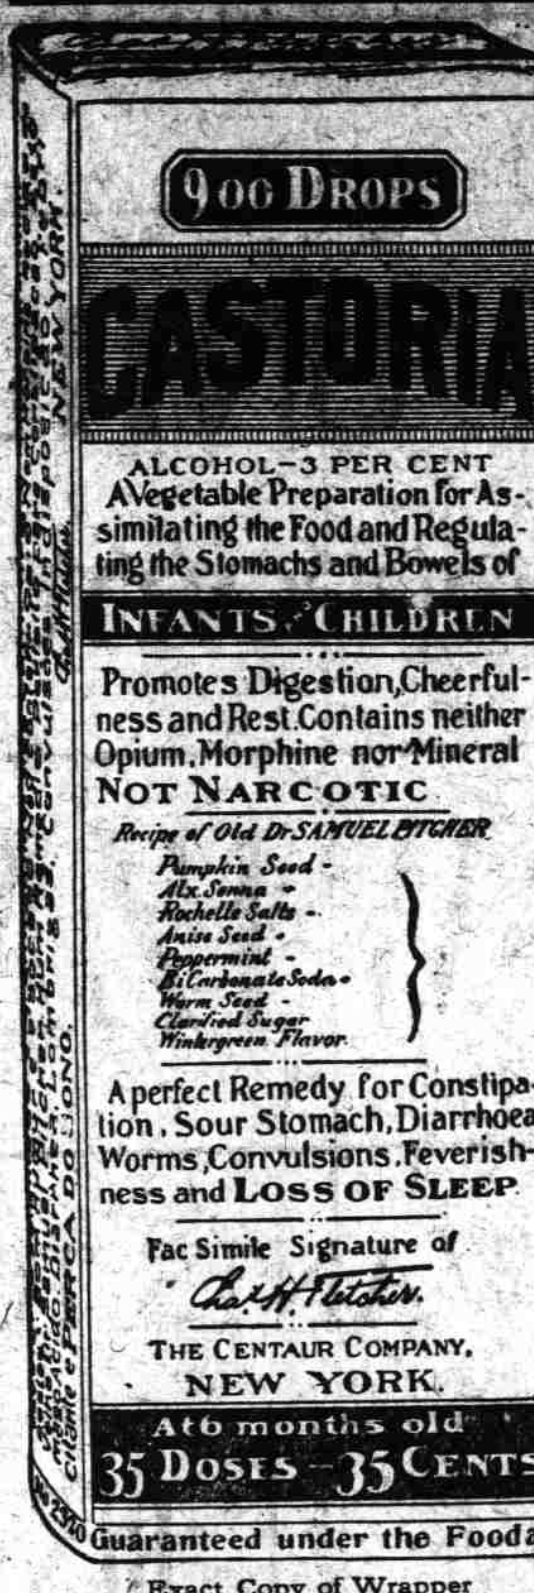 900 DROPS
CASTORIA
ALCOHOL-3 PER CENT
AVegetable Preparation for As-
similating the Food and Regula-
ting the Stomachs and Bowels of
INFANTS CHILDREN
Promotes Digestion,Cheerful-
ness and Rest.Contains neither
Opium,Morphine nor Mineral
NOT NARCOTIC.
Recipe of Old Dr SAMUEL PITCHER
Pumpkin Seed -
Alx. Senna -
Rochelle Salts -
Anise Seed -
Peppermint -
Bi Carbonate Soda -
Worm Seed -
Clarified Sugar
Wintergreen Flavor.
A perfect Remedy for Constipa-
tion, Sour Stomach, Diarrhoea
Worms,Convulsions,Feverish-
ness and LOSS OF SLEEP.
Fac Simile Signature of
Chas. H. Fletcher.
THE CENTAUR COMPANY,
NEW YORK.
At 6 months old
35 DOSES - 35 CENTS
Guaranteed under the Food
Exact Copy of Wrapper
NEW YORK.